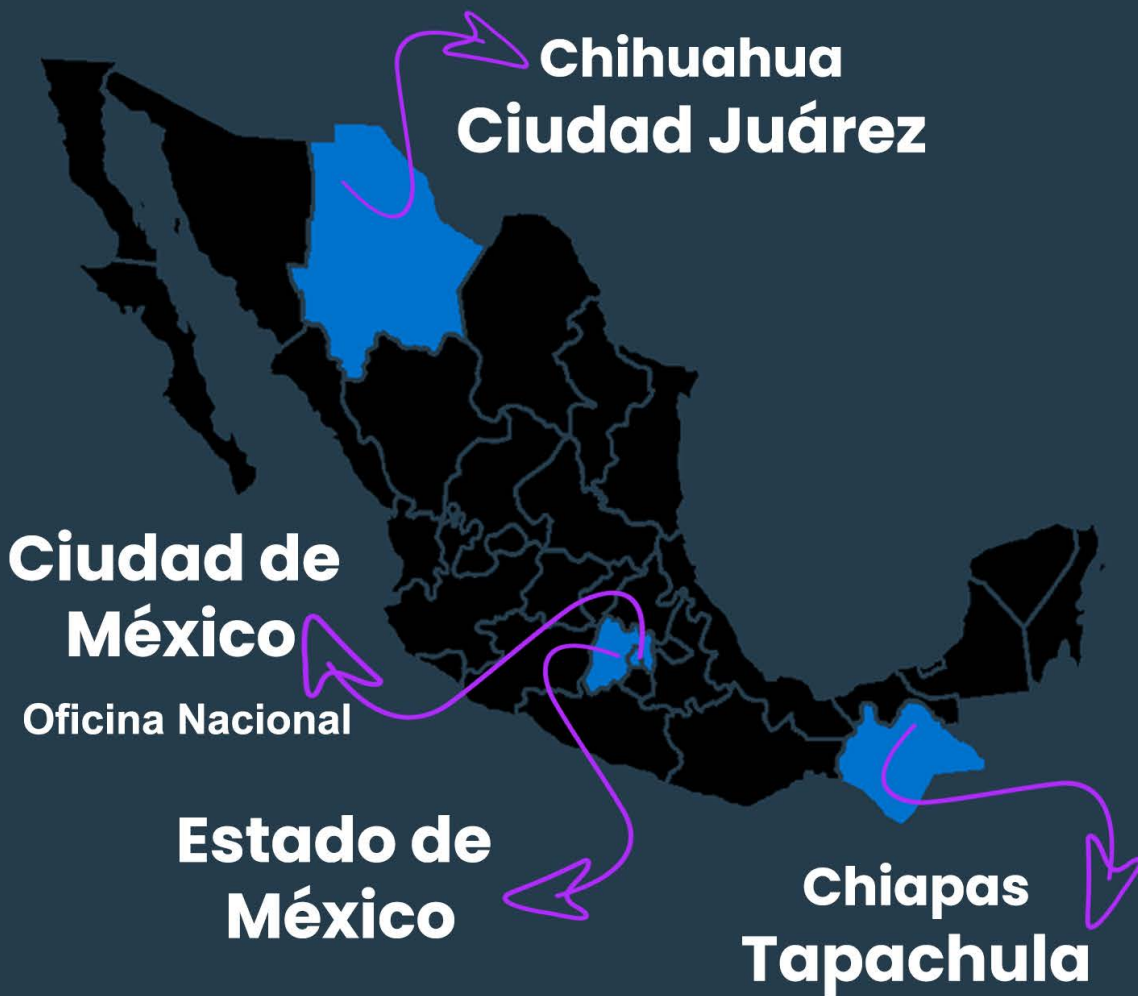 Chihuahua
Ciudad Juárez
Ciudad de
México
Oficina Nacional
Estado de
México
Chiapas
Tapachula